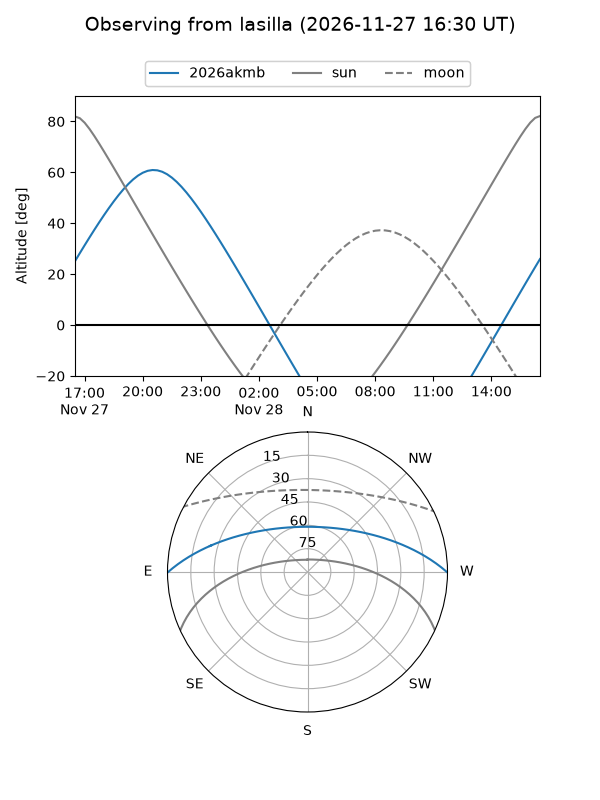 Observing from lasilla (2026-11-27 16:30 UT)
2026akmb sun moon
Altitude [deg]
80
60
40
20
0
−20
17:00 20:00 23:00 02:00 05:00 08:00 11:00 14:00
Nov 27 Nov 28
N
NE NW
15
30
45
60
75
E W
SE SW
S